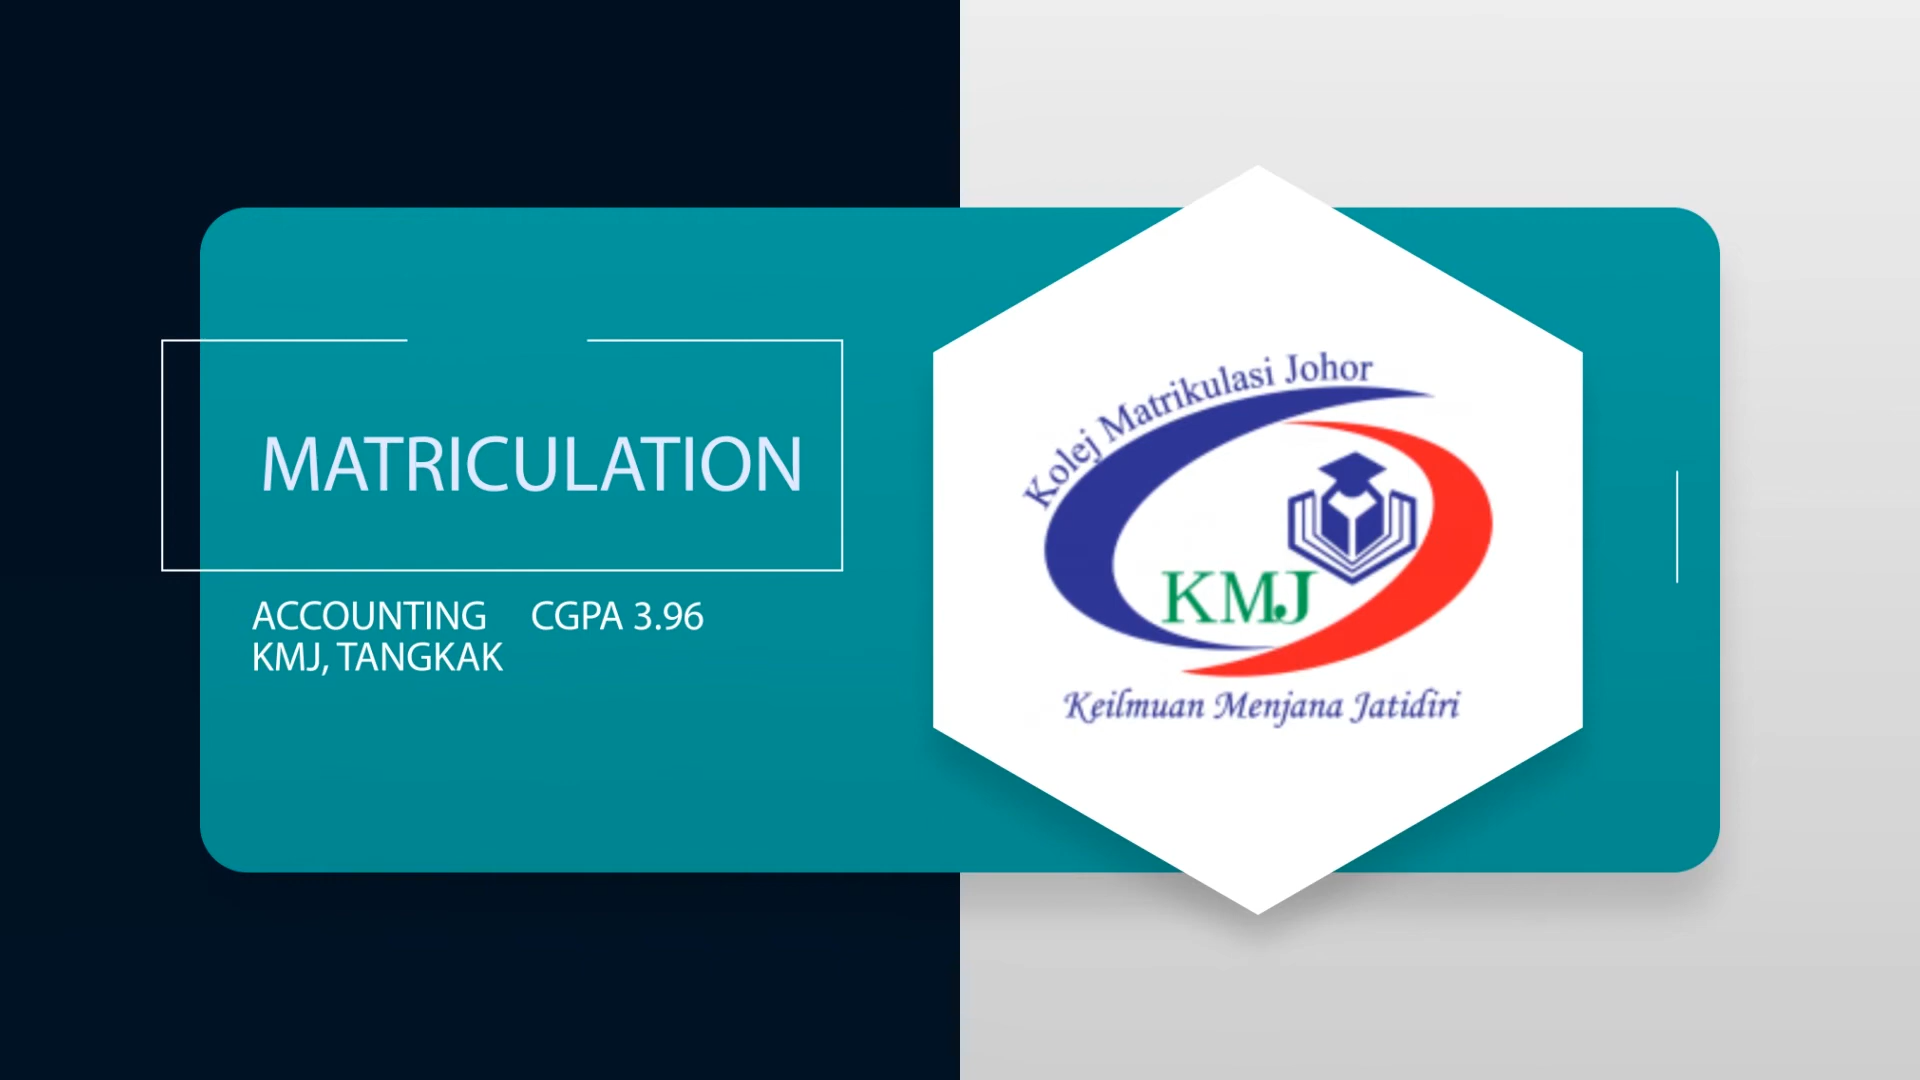 MATRICULATION
ACCOUNTING CGPA 3.96
KMJ, TANGKAK
Kolej Matrikulasi Johor
KMJ
Keilmuan Menjana Jatidiri